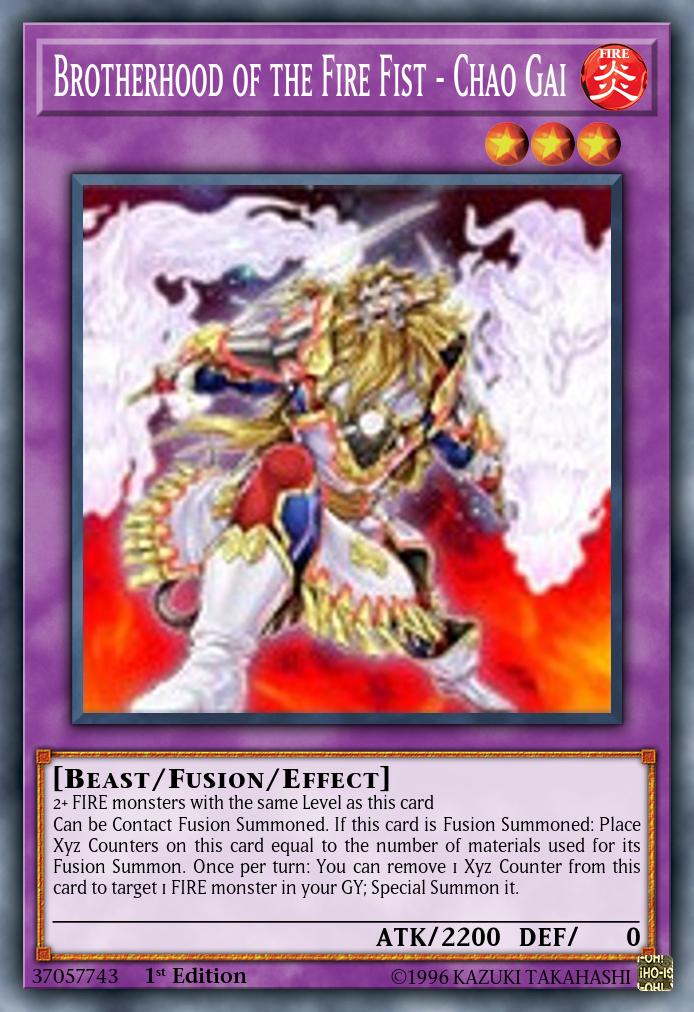 BROTHERHOOD OF THE FIRE FIST - CHAO GAI
FIRE
炎
[BEAST/FUSION/EFFECT]
2+ FIRE monsters with the same Level as this card
Can be Contact Fusion Summoned. If this card is Fusion Summoned: Place
Xyz Counters on this card equal to the number of materials used for its
Fusion Summon. Once per turn: You can remove 1 Xyz Counter from this
card to target 1 FIRE monster in your GY; Special Summon it.
ATK/2200 DEF/ 0
37057743 1st Edition ©1996 KAZUKI TAKAHASHI